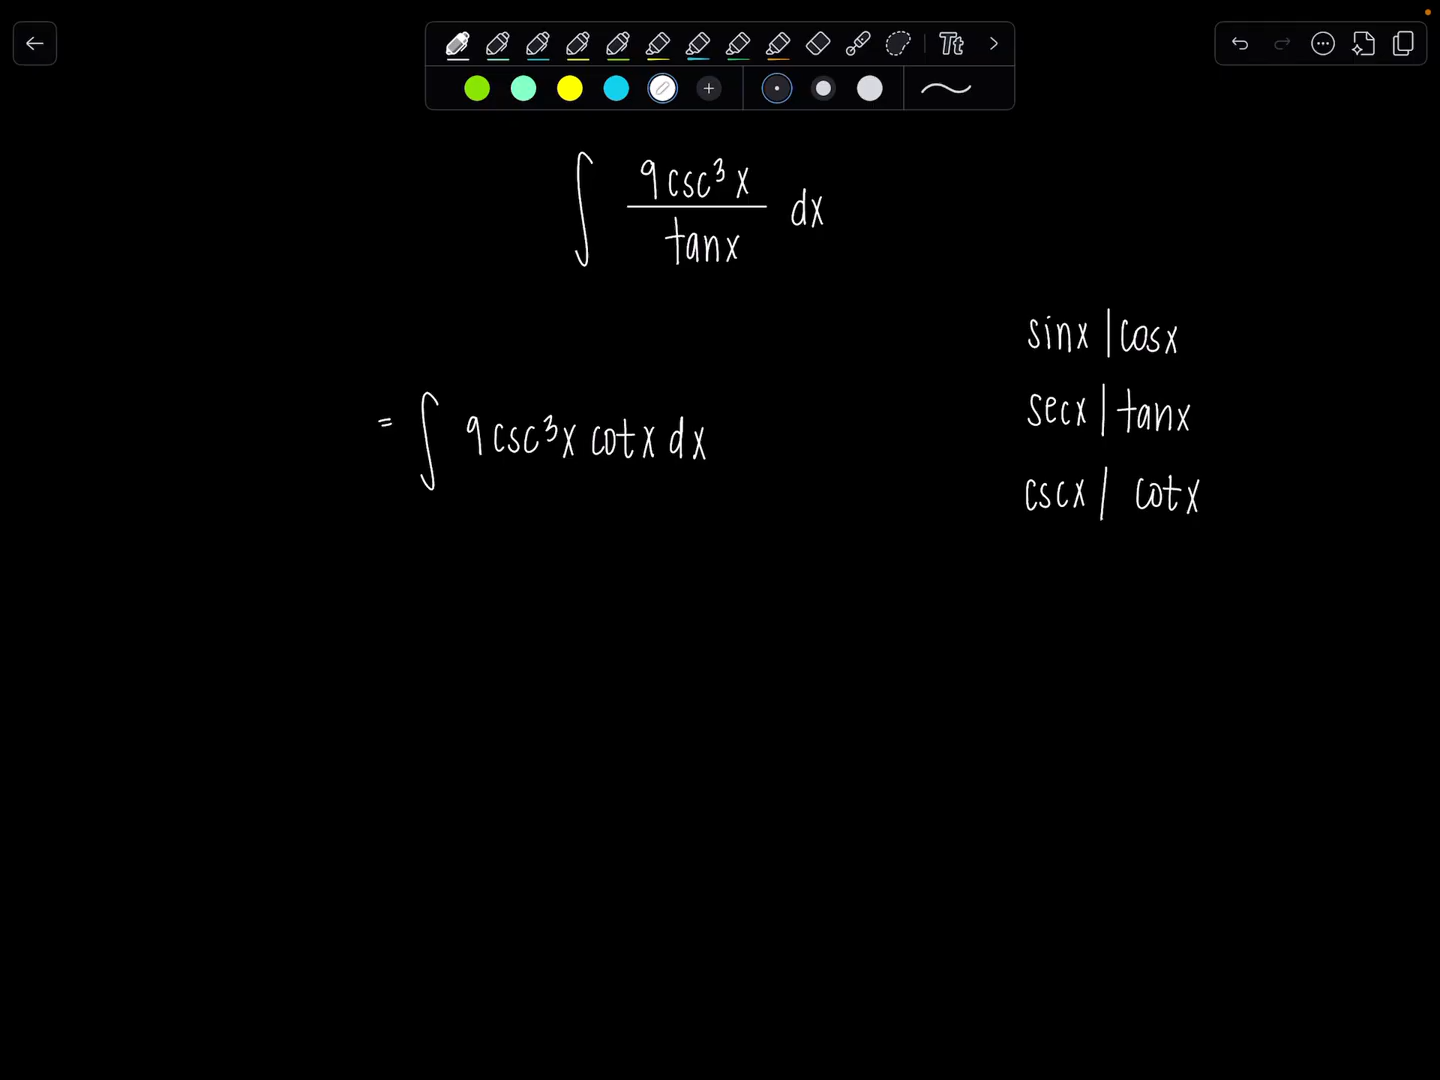 Tt
∫ 9csc³x / tanx dx
= ∫ 9csc³x cotx dx
sinx | cosx
secx | tanx
cscx | cotx